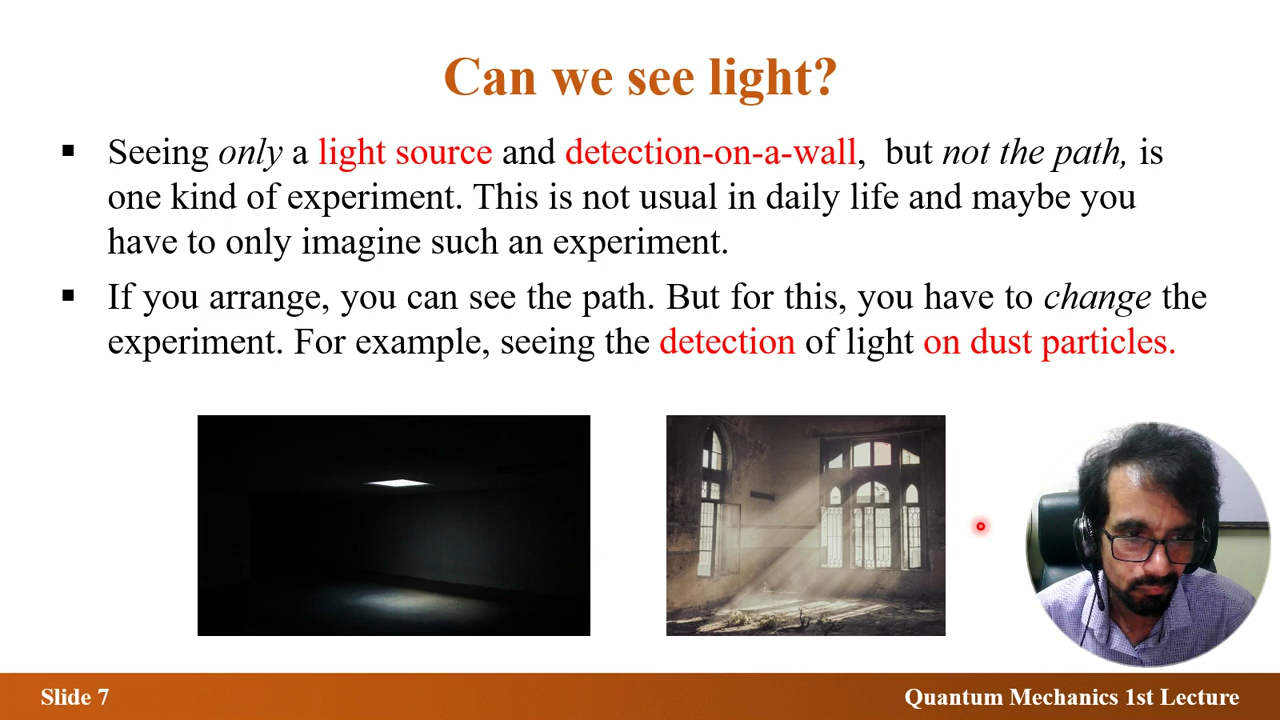 Can we see light?
▪ Seeing only a light source and detection-on-a-wall, but not the path, is
one kind of experiment. This is not usual in daily life and maybe you
have to only imagine such an experiment.
▪ If you arrange, you can see the path. But for this, you have to change the
experiment. For example, seeing the detection of light on dust particles.
Slide 7
Quantum Mechanics 1st Lecture